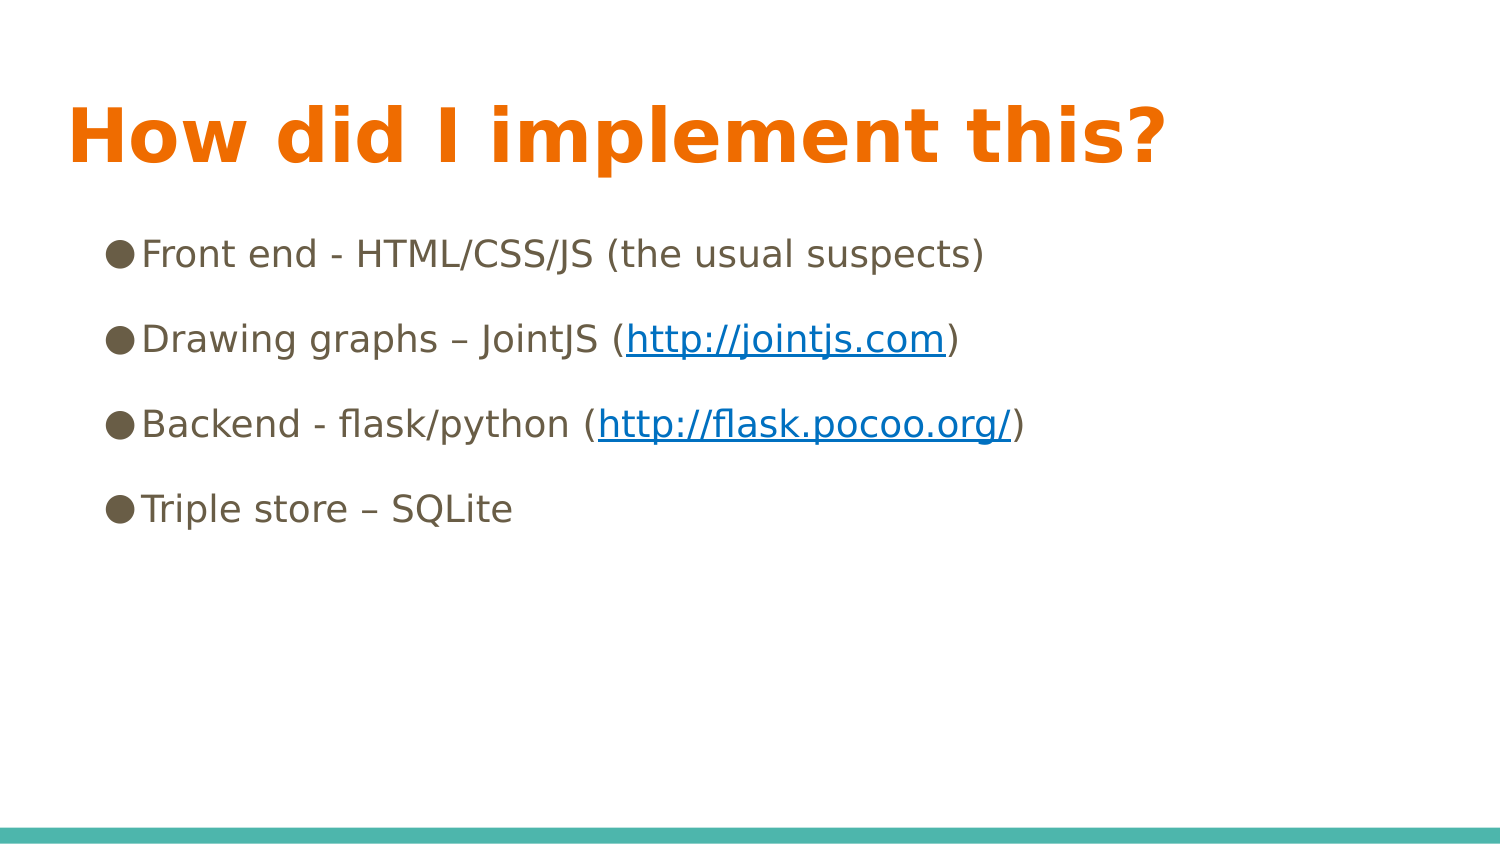 How did I implement this?
●Front end - HTML/CSS/JS (the usual suspects)
●Drawing graphs – JointJS (http://jointjs.com)
●Backend - flask/python (http://flask.pocoo.org/)
●Triple store – SQLite